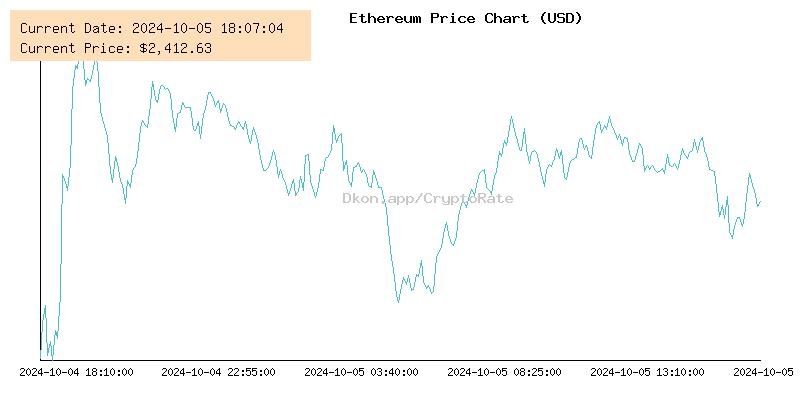 Ethereum Price Chart (USD)
Current Date: 2024-10-05 18:07:04
Current Price: $2,412.63
Dkon.app/CryptoRate
2024-10-04 18:10:00 2024-10-04 22:55:00 2024-10-05 03:40:00 2024-10-05 08:25:00 2024-10-05 13:10:00 2024-10-05